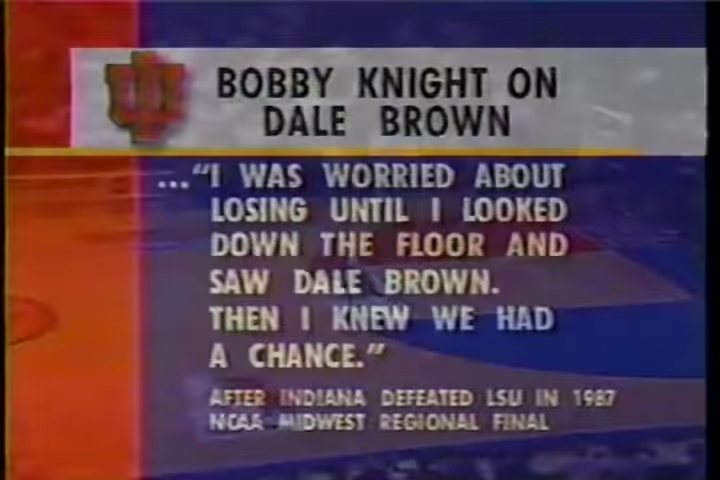 BOBBY KNIGHT ON
DALE BROWN
..."I WAS WORRIED ABOUT
LOSING UNTIL I LOOKED
DOWN THE FLOOR AND
SAW DALE BROWN.
THEN I KNEW WE HAD
A CHANCE."
AFTER INDIANA DEFEATED LSU IN 1987
NCAA MIDWEST REGIONAL FINAL